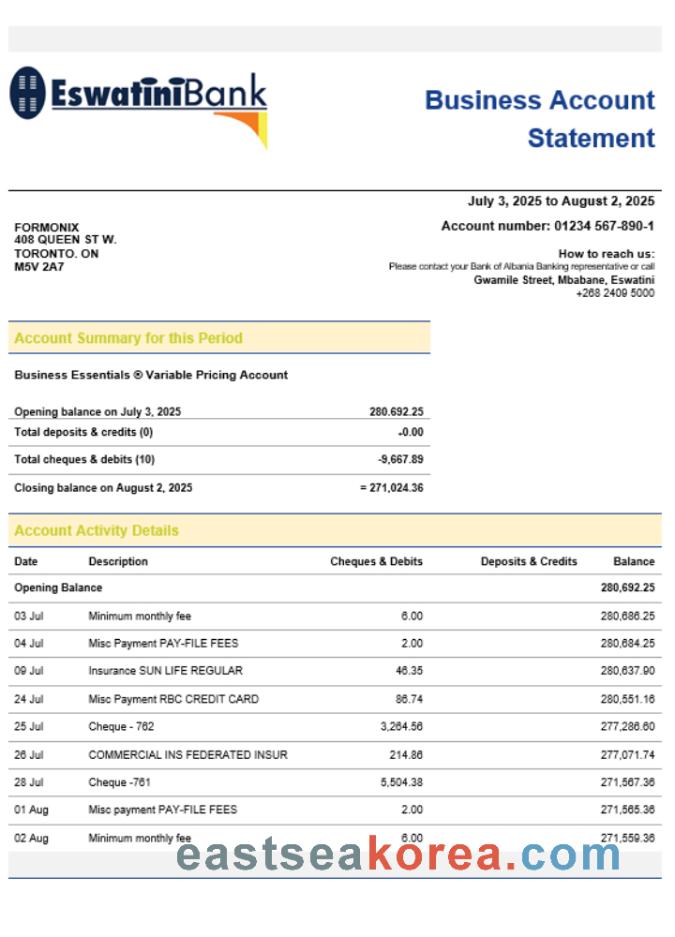 EswatiniBank
Business Account
Statement
July 3, 2025 to August 2, 2025
Account number: 01234 567-890-1
FORMONIX
408 QUEEN ST W.
TORONTO. ON
M5V 2A7
How to reach us:
Please contact your Bank of Albania Banking representative or call
Gwamile Street, Mbabane, Eswatini
+268 2409 5000
Account Summary for this Period
Business Essentials ® Variable Pricing Account
Opening balance on July 3, 2025 280.692.25
Total deposits & credits (0) -0.00
Total cheques & debits (10) -9,667.89
Closing balance on August 2, 2025 = 271,024.36
Account Activity Details
Date Description Cheques & Debits Deposits & Credits Balance
Opening Balance 280,692.25
03 Jul Minimum monthly fee 6.00 280,686.25
04 Jul Misc Payment PAY-FILE FEES 2.00 280,684.25
09 Jul Insurance SUN LIFE REGULAR 46.35 280,637.90
24 Jul Misc Payment RBC CREDIT CARD 86.74 280,551.16
25 Jul Cheque - 762 3,264.56 277,286.60
26 Jul COMMERCIAL INS FEDERATED INSUR 214.86 277,071.74
28 Jul Cheque -761 5,504.38 271,567.36
01 Aug Misc payment PAY-FILE FEES 2.00 271,565.36
02 Aug Minimum monthly fee 6.00 271,559.36
eastseakorea.com